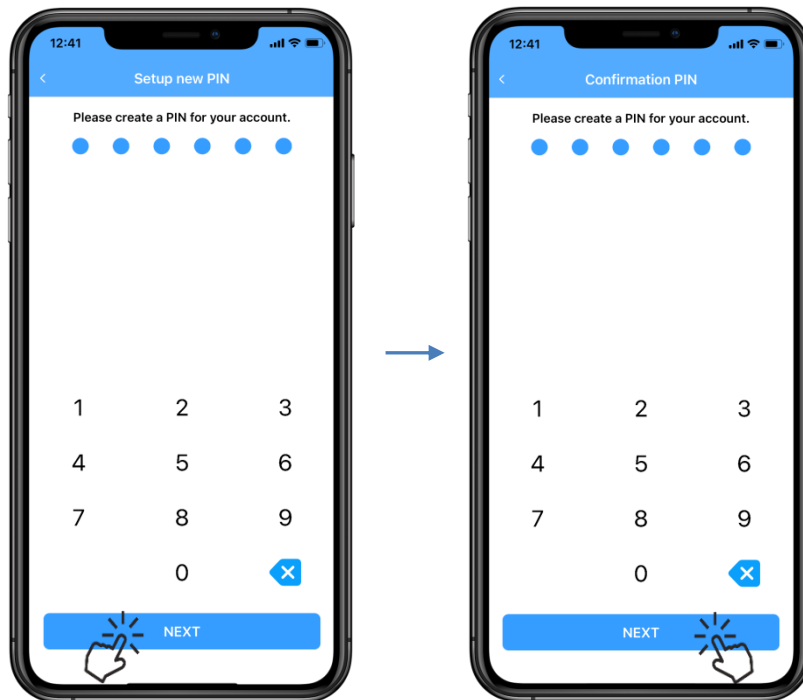 12:41
Setup new PIN
Please create a PIN for your account.
1 2 3
4 5 6
7 8 9
0
NEXT
12:41
Confirmation PIN
Please create a PIN for your account.
1 2 3
4 5 6
7 8 9
0
NEXT